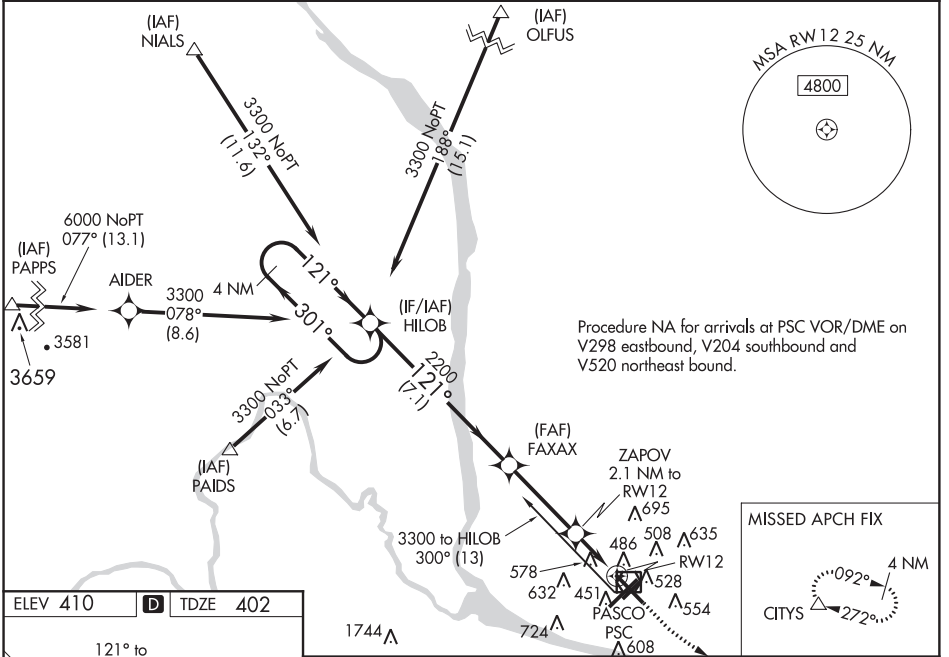 (IAF)
NIALS
(IAF)
OLFUS
MSA RW 12 25 NM
4800
3300 NoPT
132°
(11.6)
3300 NoPT
188°
(15.1)
6000 NoPT
077° (13.1)
(IAF)
PAPPS
AIDER
4 NM
121°
301°
(IF/IAF)
HILOB
3300
078°
(8.6)
3581
3659
Procedure NA for arrivals at PSC VOR/DME on
V298 eastbound, V204 southbound and
V520 northeast bound.
2200
121°
(7.1)
3300 NoPT
033°
(6.7)
(IAF)
PAIDS
(FAF)
FAXAX
ZAPOV
2.1 NM to
RW12
695
3300 to HILOB
300° (13)
508
635
486
RW12
578
528
632
451
554
PASCO
PSC
724
608
1744
MISSED APCH FIX
4 NM
092°
CITYS
272°
ELEV 410 D TDZE 402
121° to